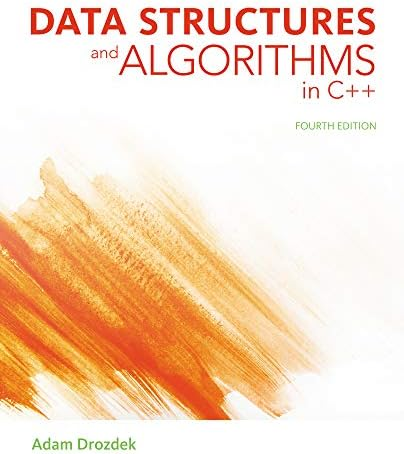 DATA STRUCTURES
and ALGORITHMS
in C++
FOURTH EDITION
Adam Drozdek